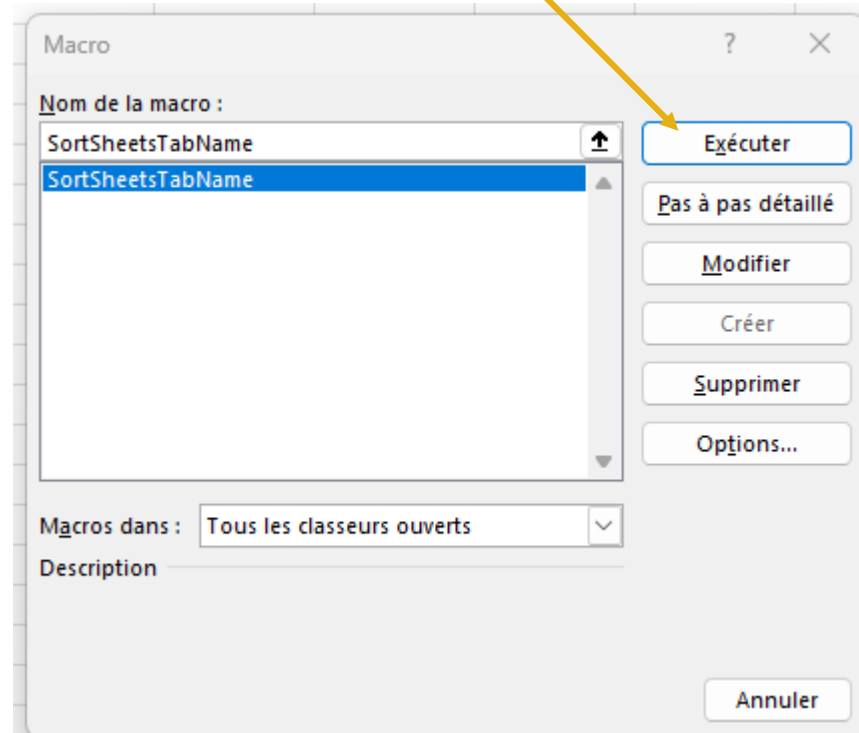 Macro
?
Nom de la macro :
SortSheetsTabName
Exécuter
SortSheetsTabName
Pas à pas détaillé
Modifier
Créer
Supprimer
Options...
Macros dans : Tous les classeurs ouverts
Description
Annuler